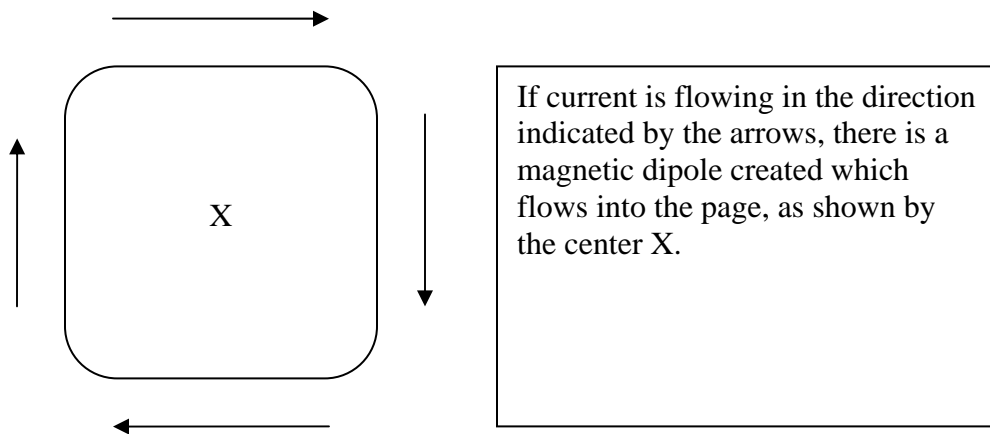 X
If current is flowing in the direction
indicated by the arrows, there is a
magnetic dipole created which
flows into the page, as shown by
the center X.